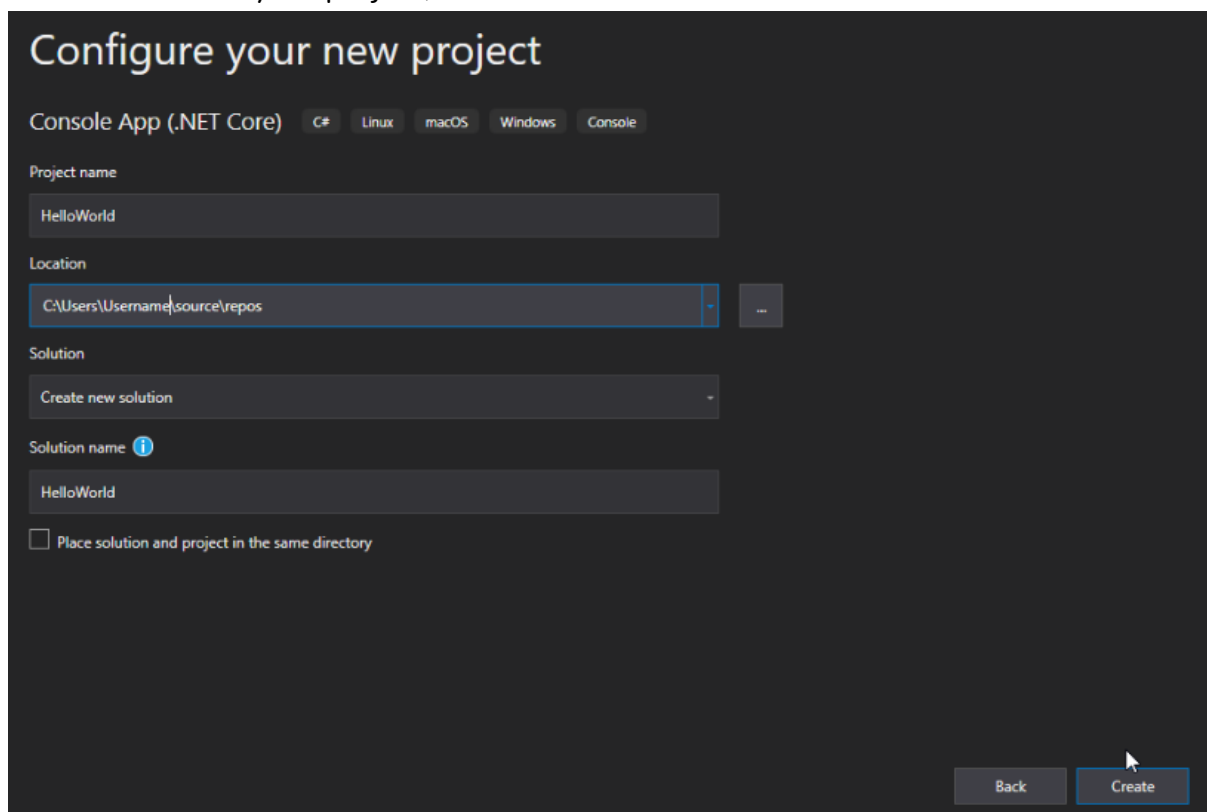 Configure your new project
Console App (.NET Core) C# Linux macOS Windows Console
Project name
HelloWorld
Location
C:\Users\Username\source\repos
...
Solution
Create new solution
Solution name
HelloWorld
Place solution and project in the same directory
Back Create